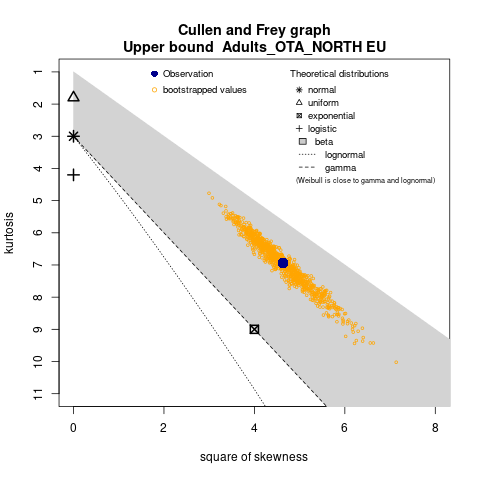 Cullen and Frey graph
Upper bound  Adults_OTA_NORTH EU
Observation
bootstrapped values
Theoretical distributions
normal
uniform
exponential
logistic
beta
lognormal
gamma
(Weibull is close to gamma and lognormal)
kurtosis
1
2
3
4
5
6
7
8
9
10
11
0 2 4 6 8
square of skewness